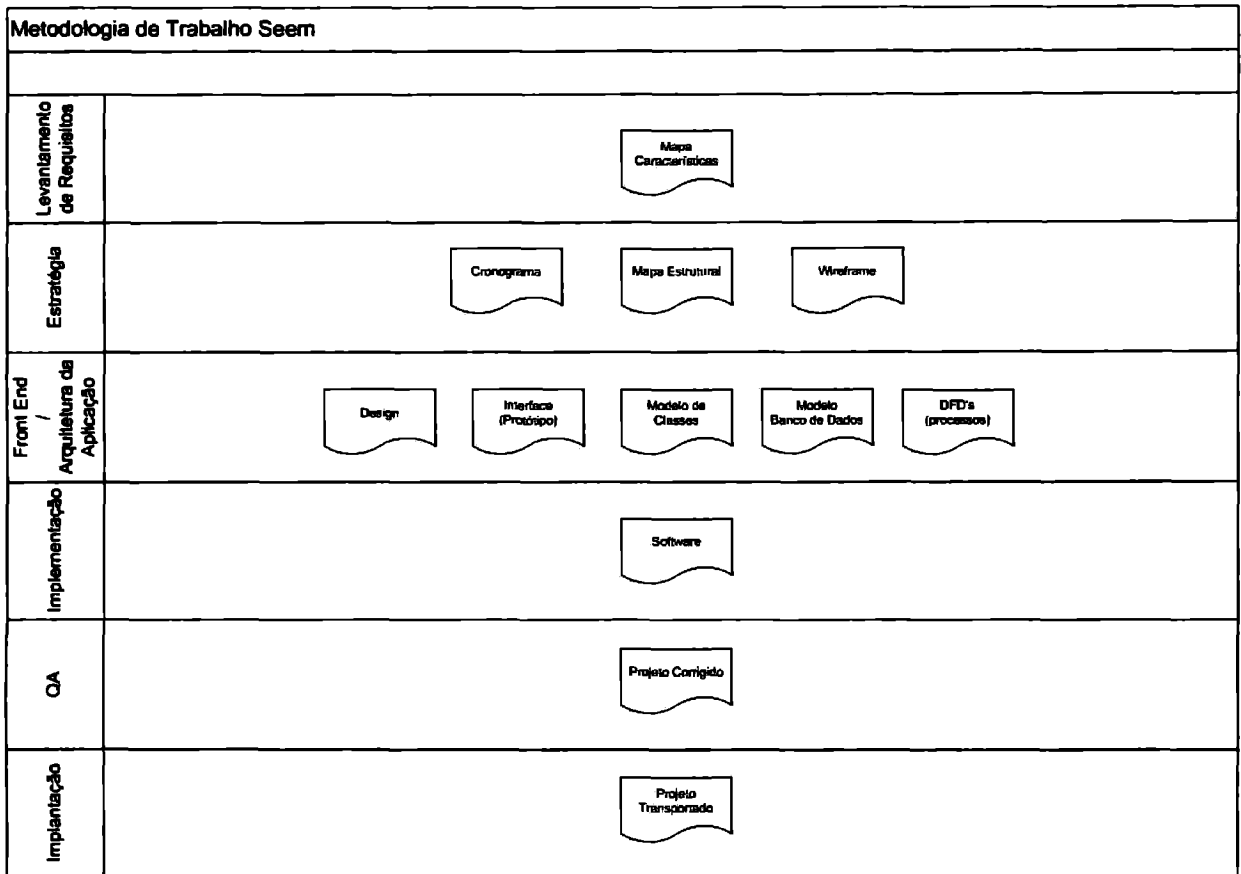 Metodologia de Trabalho Seem
Levantamento
de Requisitos
Mapa
Características
Estratégia
Cronograma
Mapa Estrutural
Wireframe
Front End
/
Arquitetura da
Aplicação
Design
Interface
(Protótipo)
Modelo de
Classes
Modelo
Banco de Dados
DFD's
(processos)
Implementação
Software
QA
Projeto Corrigido
Implantação
Projeto
Transportado